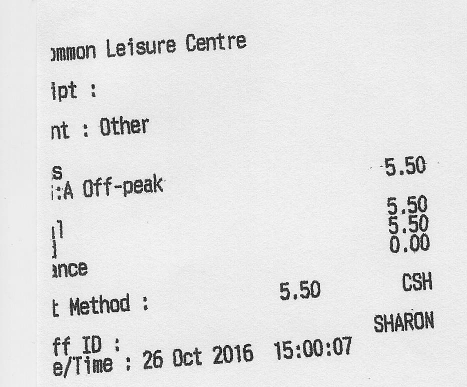 ommon Leisure Centre
ipt :
nt : Other
s
:A Off-peak 5.50
l 5.50
] 5.50
ance 0.00
t Method : 5.50 CSH
ff ID : SHARON
e/Time : 26 Oct 2016 15:00:07